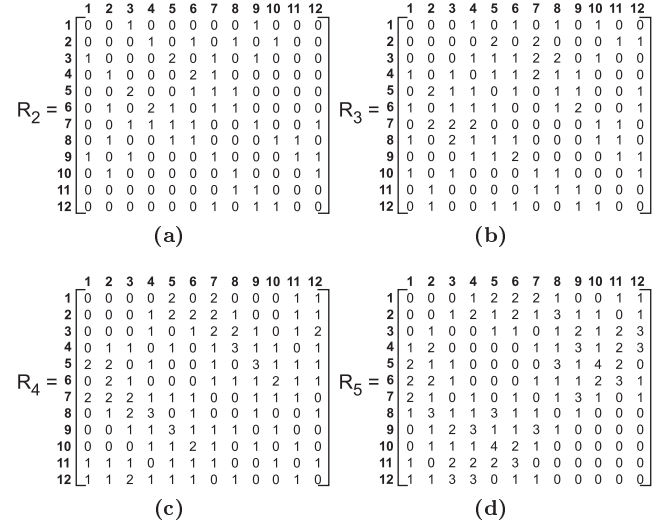 1 2 3 4 5 6 7 8 9 10 11 12
1 0 0 1 0 0 0 0 0 1 0 0 0
2 0 0 0 1 0 1 0 1 0 1 0 0
3 1 0 0 0 2 0 1 0 1 0 0 0
4 0 1 0 0 0 2 1 0 0 0 0 0
5 0 0 2 0 0 1 1 1 1 0 0 0
6 0 1 0 2 1 0 1 1 0 0 0 0
7 0 0 1 1 1 1 0 0 1 0 0 1
8 0 1 0 0 1 1 0 0 0 1 1 0
9 1 0 1 0 1 0 1 0 0 0 1 1
10 0 1 0 0 0 0 0 1 0 0 0 1
11 0 0 0 0 0 0 0 1 1 0 0 0
12 0 0 0 0 0 0 1 0 1 1 0 0
R2 =
(a)
1 2 3 4 5 6 7 8 9 10 11 12
1 0 0 0 1 0 1 0 1 0 1 0 0
2 0 0 0 0 2 0 2 0 0 0 1 1
3 0 0 0 1 1 1 2 2 0 1 0 0
4 1 0 1 0 1 1 2 1 1 0 0 1
5 0 2 1 1 0 1 0 1 1 0 0 1
6 1 0 1 1 1 0 0 1 2 0 0 1
7 0 2 2 2 0 0 0 0 0 1 1 0
8 1 0 2 1 1 1 0 0 0 1 1 0
9 0 0 0 1 1 2 0 0 0 0 1 1
10 1 0 1 0 0 0 1 1 0 0 0 1
11 0 1 0 0 0 0 1 1 1 0 0 0
12 0 1 0 1 1 1 0 0 1 1 0 0
R3 =
(b)
1 2 3 4 5 6 7 8 9 10 11 12
1 0 0 0 0 2 0 2 0 0 0 1 1
2 0 0 0 1 2 2 2 1 0 0 1 1
3 0 0 0 1 0 1 2 2 1 0 1 2
4 0 1 1 0 1 0 1 3 1 1 0 1
5 2 2 0 1 0 0 1 0 3 1 1 1
6 0 2 1 0 0 0 1 1 1 2 1 1
7 2 2 2 1 1 1 0 0 1 0 1 0
8 0 1 2 3 0 1 0 0 0 1 0 1
9 0 0 1 1 3 1 1 0 0 0 1 0
10 0 0 0 1 1 2 0 1 0 0 0 1
11 1 1 1 0 1 1 1 0 1 0 0 1
12 1 1 2 1 1 1 0 1 0 1 1 0
R4 =
(c)
1 2 3 4 5 6 7 8 9 10 11 12
1 0 0 0 1 2 2 2 1 0 0 1 1
2 0 0 1 2 1 2 1 3 1 1 0 1
3 0 1 0 0 1 1 0 1 2 1 2 3
4 1 2 0 0 0 0 1 1 3 1 2 3
5 2 1 1 0 0 0 0 3 1 4 2 0
6 2 2 1 0 0 0 1 1 1 2 3 1
7 2 1 0 1 0 1 0 1 3 1 0 1
8 1 3 1 1 3 1 1 0 0 0 0 0
9 0 1 2 3 1 1 3 0 0 0 0 0
10 0 1 1 1 4 2 1 0 0 0 0 0
11 1 0 2 2 2 3 0 0 0 0 0 0
12 1 1 3 3 0 1 1 0 0 0 0 0
R5 =
(d)